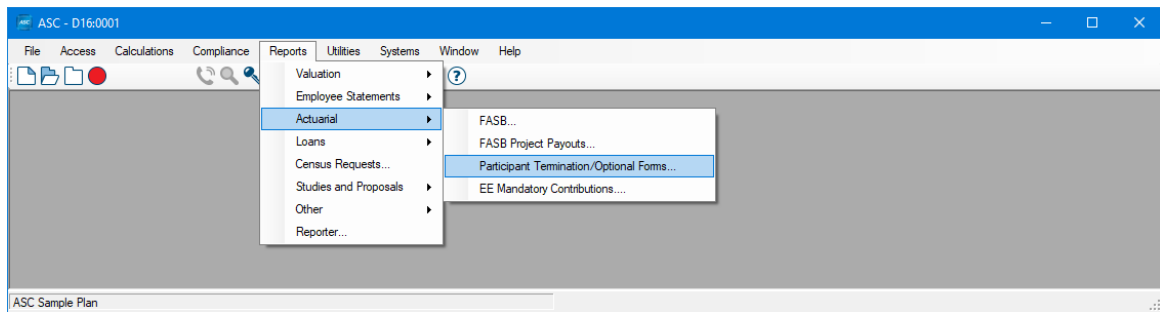 ASC - D16:0001
File Access Calculations Compliance Reports Utilities Systems Window Help
Valuation
Employee Statements
Actuarial
Loans
Census Requests...
Studies and Proposals
Other
Reporter...
FASB...
FASB Project Payouts...
Participant Termination/Optional Forms...
EE Mandatory Contributions....
ASC Sample Plan